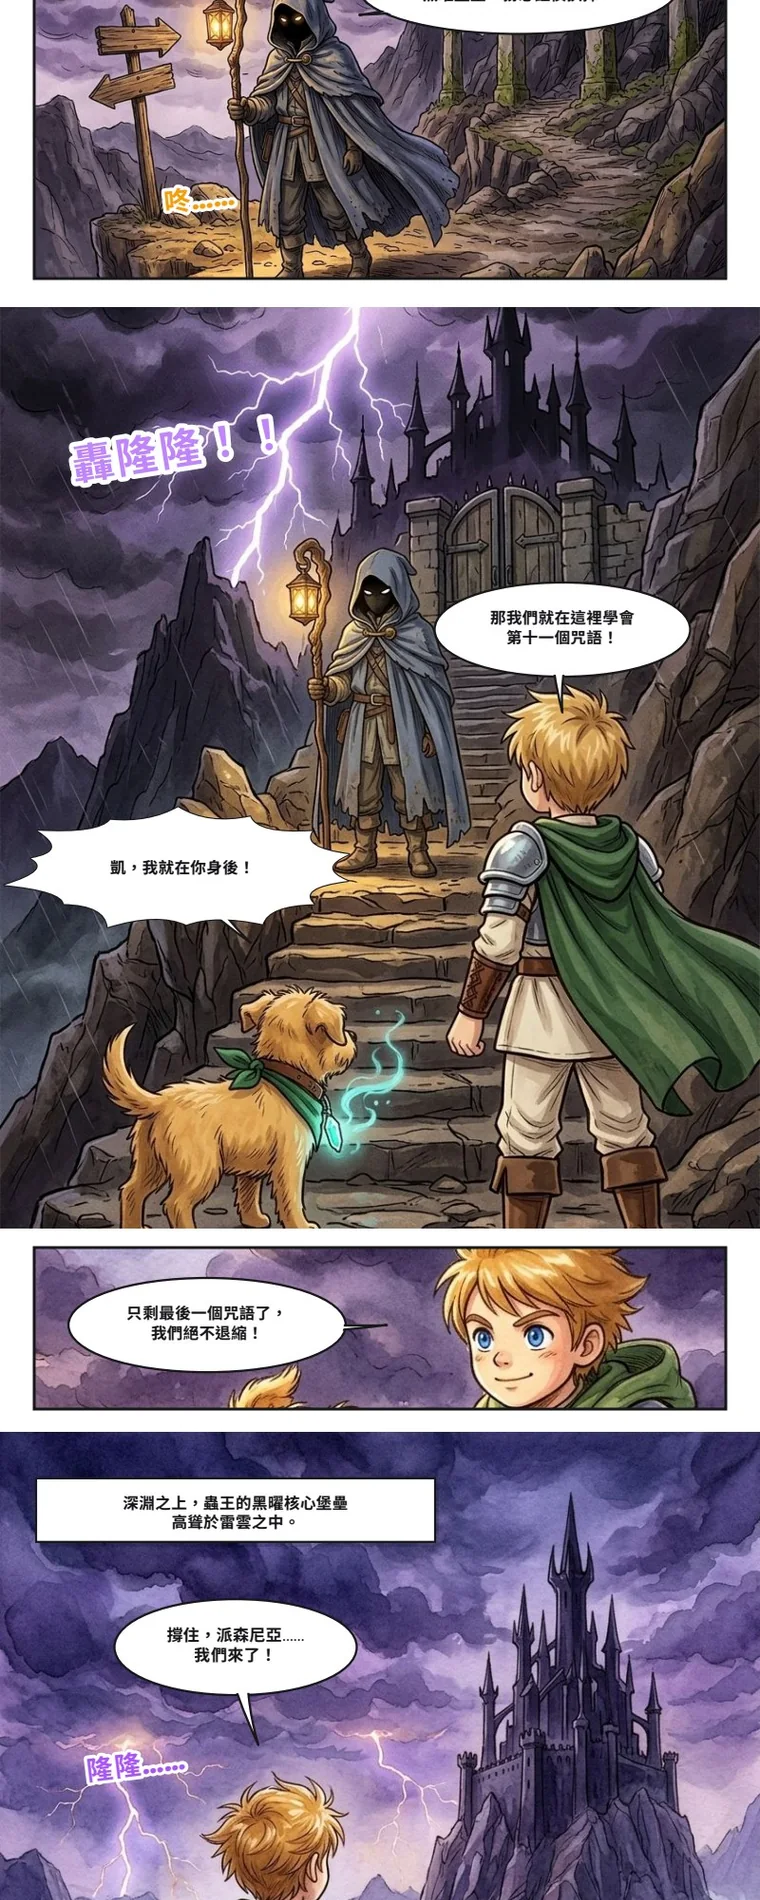 咚……
轟隆隆！！
那我們就在這裡學會
第十一個咒語！
凱，我就在你身後！
只剩最後一個咒語了，
我們絕不退縮！
深淵之上，蟲王的黑曜核心堡壘
高聳於雷雲之中。
撐住，派森尼亞……
我們來了！
隆隆……